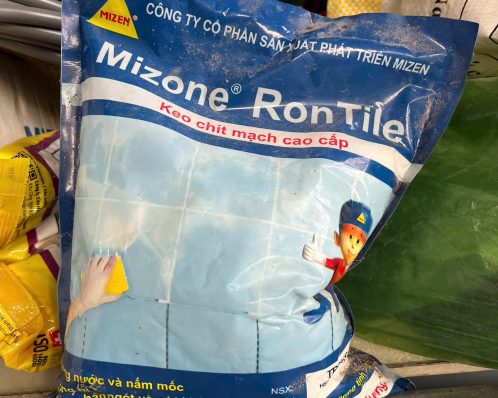 MIZEN
CÔNG TY CỔ PHẦN SẢN XUẤT PHÁT TRIỂN MIZEN
Mizone® RonTile
Keo chít mạch cao cấp
nước và nấm mốc
NSX: